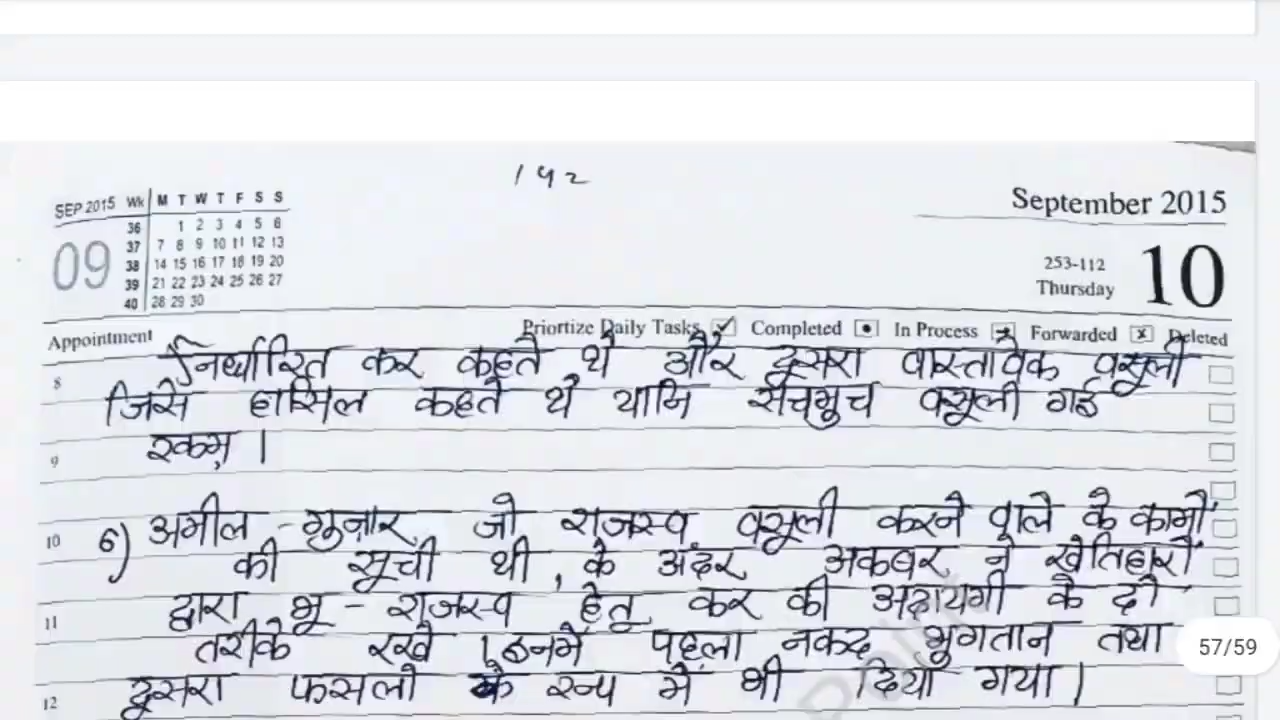 192
SEP 2015 Wk M T W T F S S
09
36 1 2 3 4 5 6
37 7 8 9 10 11 12 13
38 14 15 16 17 18 19 20
39 21 22 23 24 25 26 27
40 28 29 30
September 2015
253-112
Thursday
10
Appointment Priortize Daily Tasks Completed In Process Forwarded Deleted
8 निर्धारित कर कहते थे और दूसरा वास्तविक वसूली
जिसे हासिल कहते थे यानि सचमुच वसूली गई
9 रकम।
10 6) अमील-गुज़ार जो राजस्व वसूली करने वाले के कामों
की सूची थी, के अंदर अकबर ने खेतिहारों
11 द्वारा भू-राजस्व हेतू कर की अदायगी के दो
तरीके रखे। इनमें पहला नकद भुगतान तथा
12 दूसरा फसलो के रूप में भी दिया गया।
57/59